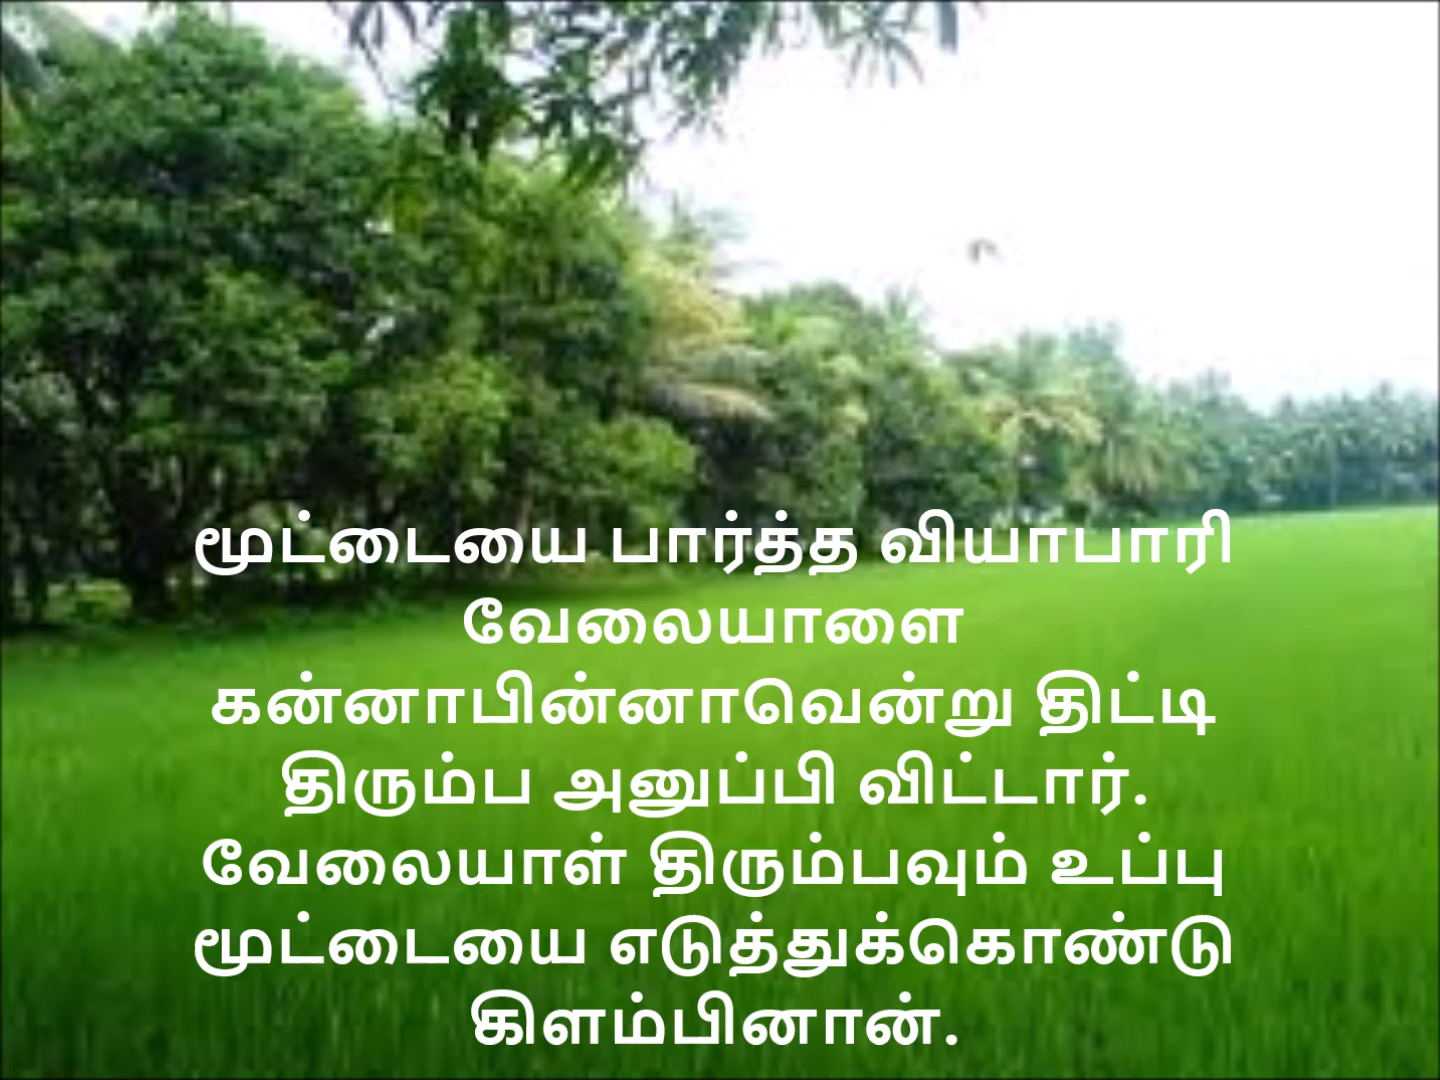 மூட்டையை பார்த்த வியாபாரி
வேலையாளை
கன்னாபின்னாவென்று திட்டி
திரும்ப அனுப்பி விட்டார்.
வேலையாள் திரும்பவும் உப்பு
மூட்டையை எடுத்துக்கொண்டு
கிளம்பினான்.